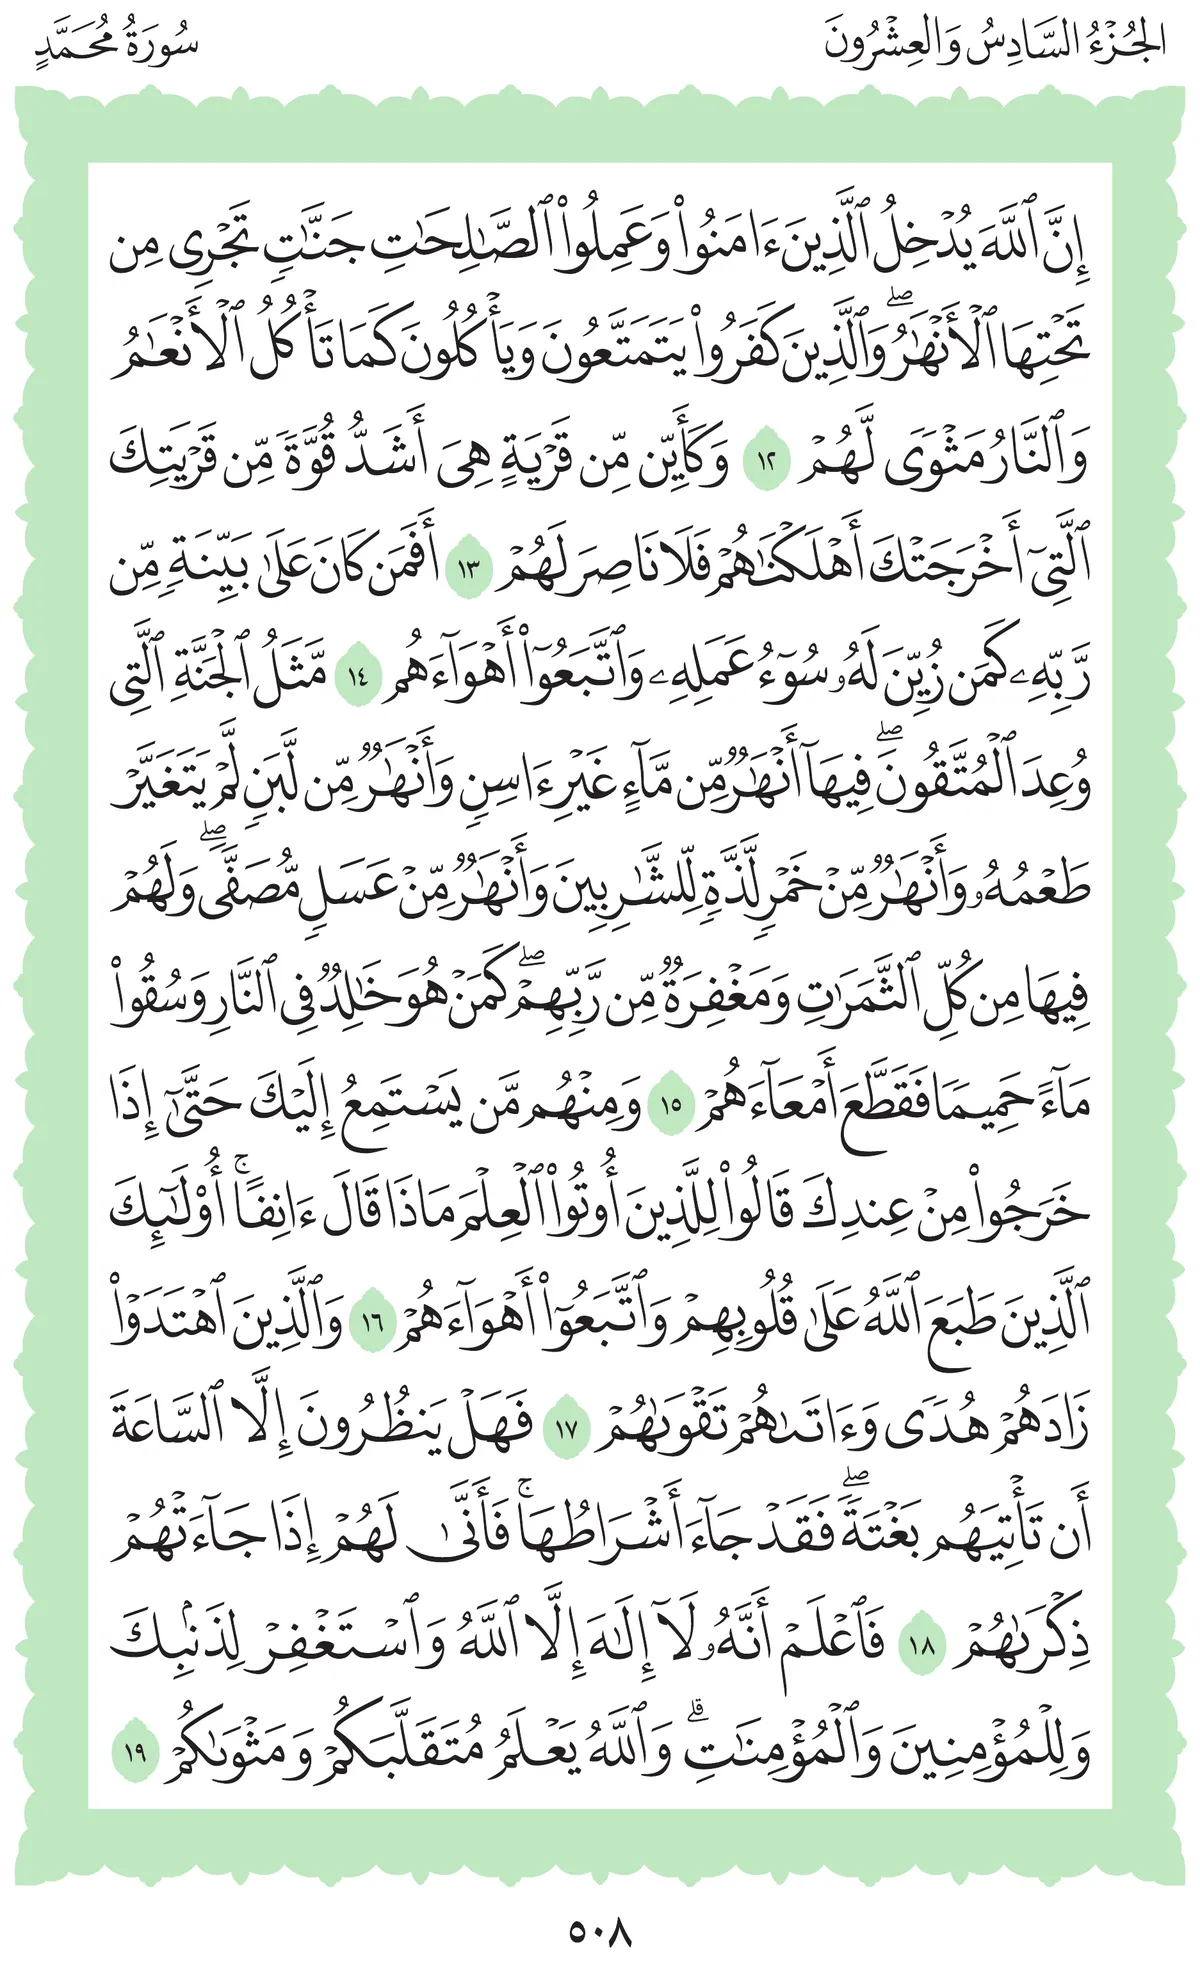 الجُزْءُ السَّادِسُ وَالعِشْرُونَ
سُورَةُ مُحَمَّدٍ
إِنَّ ٱللَّهَ يُدۡخِلُ ٱلَّذِينَ ءَامَنُواْ وَعَمِلُواْ ٱلصَّٰلِحَٰتِ جَنَّٰتٖ تَجۡرِي مِن
تَحۡتِهَا ٱلۡأَنۡهَٰرُۖ وَٱلَّذِينَ كَفَرُواْ يَتَمَتَّعُونَ وَيَأۡكُلُونَ كَمَا تَأۡكُلُ ٱلۡأَنۡعَٰمُ
وَٱلنَّارُ مَثۡوٗى لَّهُمۡ ١٢ وَكَأَيِّن مِّن قَرۡيَةٍ هِيَ أَشَدُّ قُوَّةٗ مِّن قَرۡيَتِكَ
ٱلَّتِيٓ أَخۡرَجَتۡكَ أَهۡلَكۡنَٰهُمۡ فَلَا نَاصِرَ لَهُمۡ ١٣ أَفَمَن كَانَ عَلَىٰ بَيِّنَةٖ مِّن
رَّبِّهِۦ كَمَن زُيِّنَ لَهُۥ سُوٓءُ عَمَلِهِۦ وَٱتَّبَعُوٓاْ أَهۡوَآءَهُم ١٤ مَّثَلُ ٱلۡجَنَّةِ ٱلَّتِي
وُعِدَ ٱلۡمُتَّقُونَۖ فِيهَآ أَنۡهَٰرٞ مِّن مَّآءٍ غَيۡرِ ءَاسِنٖ وَأَنۡهَٰرٞ مِّن لَّبَنٖ لَّمۡ يَتَغَيَّرۡ
طَعۡمُهُۥ وَأَنۡهَٰرٞ مِّنۡ خَمۡرٖ لَّذَّةٖ لِّلشَّٰرِبِينَ وَأَنۡهَٰرٞ مِّنۡ عَسَلٖ مُّصَفّٗىۖ وَلَهُمۡ
فِيهَا مِن كُلِّ ٱلثَّمَرَٰتِ وَمَغۡفِرَةٞ مِّن رَّبِّهِمۡۖ كَمَنۡ هُوَ خَٰلِدٞ فِي ٱلنَّارِ وَسُقُواْ
مَآءً حَمِيمٗا فَقَطَّعَ أَمۡعَآءَهُمۡ ١٥ وَمِنۡهُم مَّن يَسۡتَمِعُ إِلَيۡكَ حَتَّىٰٓ إِذَا
خَرَجُواْ مِنۡ عِندِكَ قَالُواْ لِلَّذِينَ أُوتُواْ ٱلۡعِلۡمَ مَاذَا قَالَ ءَانِفًاۚ أُوْلَٰٓئِكَ
ٱلَّذِينَ طَبَعَ ٱللَّهُ عَلَىٰ قُلُوبِهِمۡ وَٱتَّبَعُوٓاْ أَهۡوَآءَهُمۡ ١٦ وَٱلَّذِينَ ٱهۡتَدَوۡاْ
زَادَهُمۡ هُدٗى وَءَاتَىٰهُمۡ تَقۡوَىٰهُمۡ ١٧ فَهَلۡ يَنظُرُونَ إِلَّا ٱلسَّاعَةَ
أَن تَأۡتِيَهُم بَغۡتَةٗۖ فَقَدۡ جَآءَ أَشۡرَاطُهَاۚ فَأَنَّىٰ لَهُمۡ إِذَا جَآءَتۡهُمۡ
ذِكۡرَىٰهُمۡ ١٨ فَٱعۡلَمۡ أَنَّهُۥ لَآ إِلَٰهَ إِلَّا ٱللَّهُ وَٱسۡتَغۡفِرۡ لِذَنۢبِكَ
وَلِلۡمُؤۡمِنِينَ وَٱلۡمُؤۡمِنَٰتِۗ وَٱللَّهُ يَعۡلَمُ مُتَقَلَّبَكُمۡ وَمَثۡوَىٰكُمۡ ١٩
٥٠٨